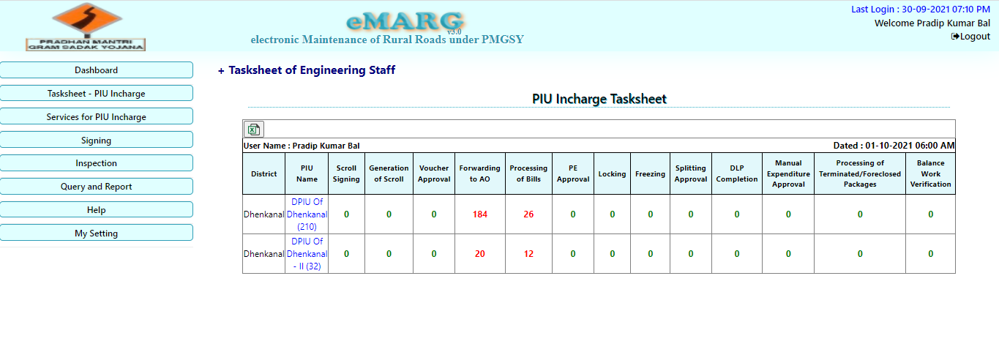 PRADHAN MANTRI
GRAM SADAK YOJANA
eMARG
v3.0
electronic Maintenance of Rural Roads under PMGSY
Last Login : 30-09-2021 07:10 PM
Welcome Pradip Kumar Bal
Logout
Dashboard
Tasksheet - PIU Incharge
Services for PIU Incharge
Signing
Inspection
Query and Report
Help
My Setting
+ Tasksheet of Engineering Staff
PIU Incharge Tasksheet
User Name : Pradip Kumar Bal Dated : 01-10-2021 06:00 AM
District
PIU
Name
Scroll
Signing
Generation
of Scroll
Voucher
Approval
Forwarding
to AO
Processing
of Bills
PE
Approval
Locking
Freezing
Splitting
Approval
DLP
Completion
Manual
Expenditure
Approval
Processing of
Terminated/Foreclosed
Packages
Balance
Work
Verification
Dhenkanal
DPIU Of
Dhenkanal
(210)
0 0 0 184 26 0 0 0 0 0 0 0 0
Dhenkanal
DPIU Of
Dhenkanal
- II (32)
0 0 0 20 12 0 0 0 0 0 0 0 0